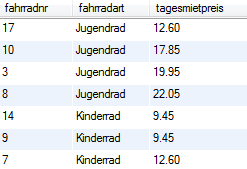 fahrradnr fahrradart tagesmietpreis
17 Jugendrad 12.60
10 Jugendrad 17.85
3 Jugendrad 19.95
8 Jugendrad 22.05
14 Kinderrad 9.45
9 Kinderrad 9.45
7 Kinderrad 12.60